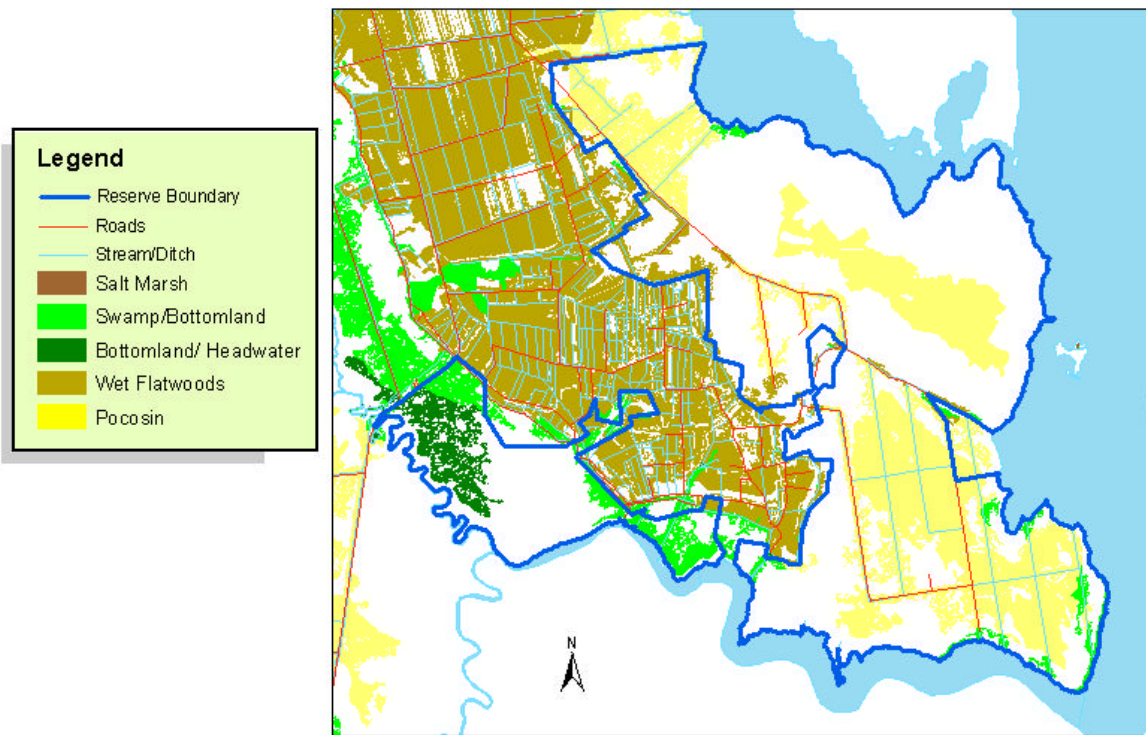 Legend
Reserve Boundary
Roads
Stream/Ditch
Salt Marsh
Swamp/Bottomland
Bottomland/ Headwater
Wet Flatwoods
Pocosin
N